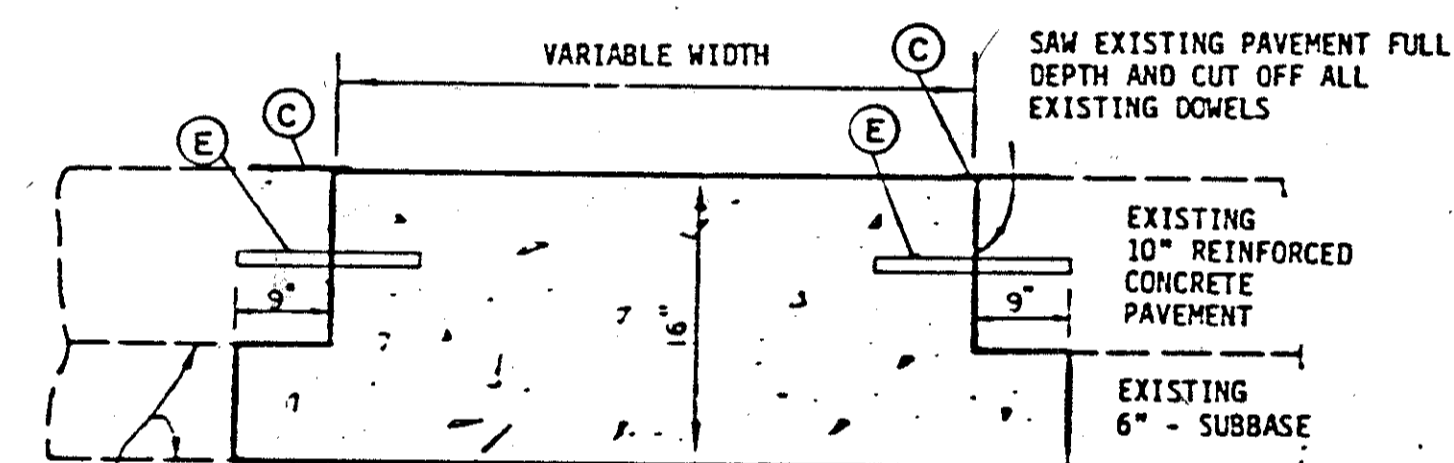 VARIABLE WIDTH
C
SAW EXISTING PAVEMENT FULL
DEPTH AND CUT OFF ALL
EXISTING DOWELS
E
C
E
9"
16"
9"
EXISTING
10" REINFORCED
CONCRETE
PAVEMENT
EXISTING
6" - SUBBASE